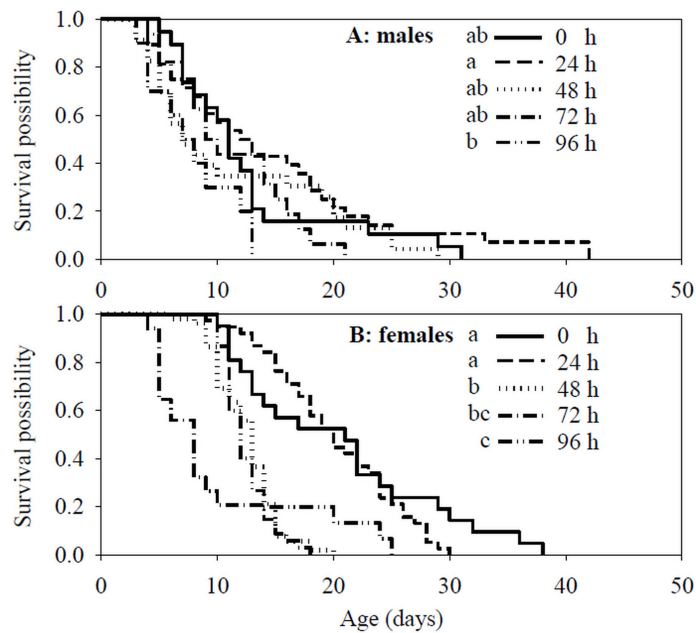 Survival possibility
1.0
0.8
0.6
0.4
0.2
0.0
A: males
ab 0 h
a 24 h
ab 48 h
ab 72 h
b 96 h
0 10 20 30 40 50
Survival possibility
1.0
0.8
0.6
0.4
0.2
0.0
B: females
a 0 h
a 24 h
b 48 h
bc 72 h
c 96 h
0 10 20 30 40 50
Age (days)